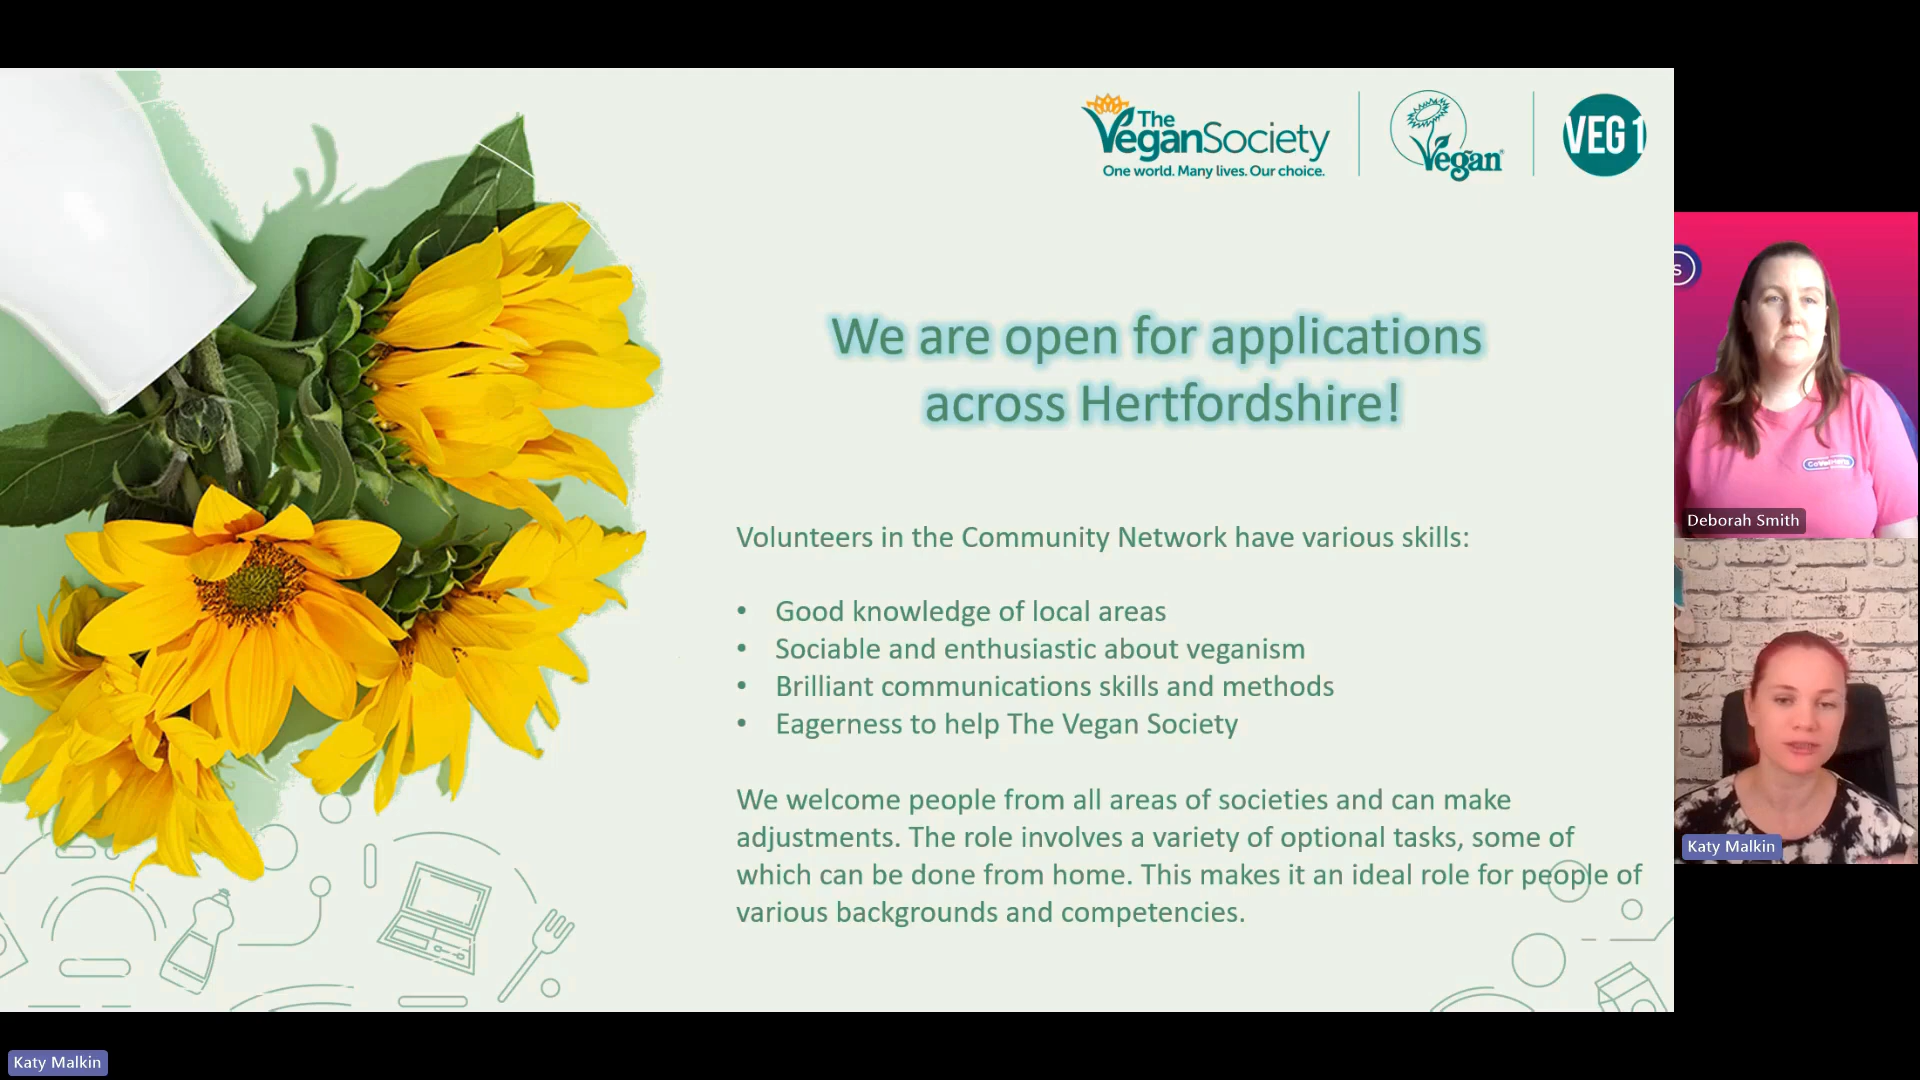 The
VeganSociety
One world. Many lives. Our choice.
Vegan
VEG 1
We are open for applications
across Hertfordshire!
Volunteers in the Community Network have various skills:
• Good knowledge of local areas
• Sociable and enthusiastic about veganism
• Brilliant communications skills and methods
• Eagerness to help The Vegan Society
We welcome people from all areas of societies and can make
adjustments. The role involves a variety of optional tasks, some of
which can be done from home. This makes it an ideal role for people of
various backgrounds and competencies.
Deborah Smith
Katy Malkin
Katy Malkin